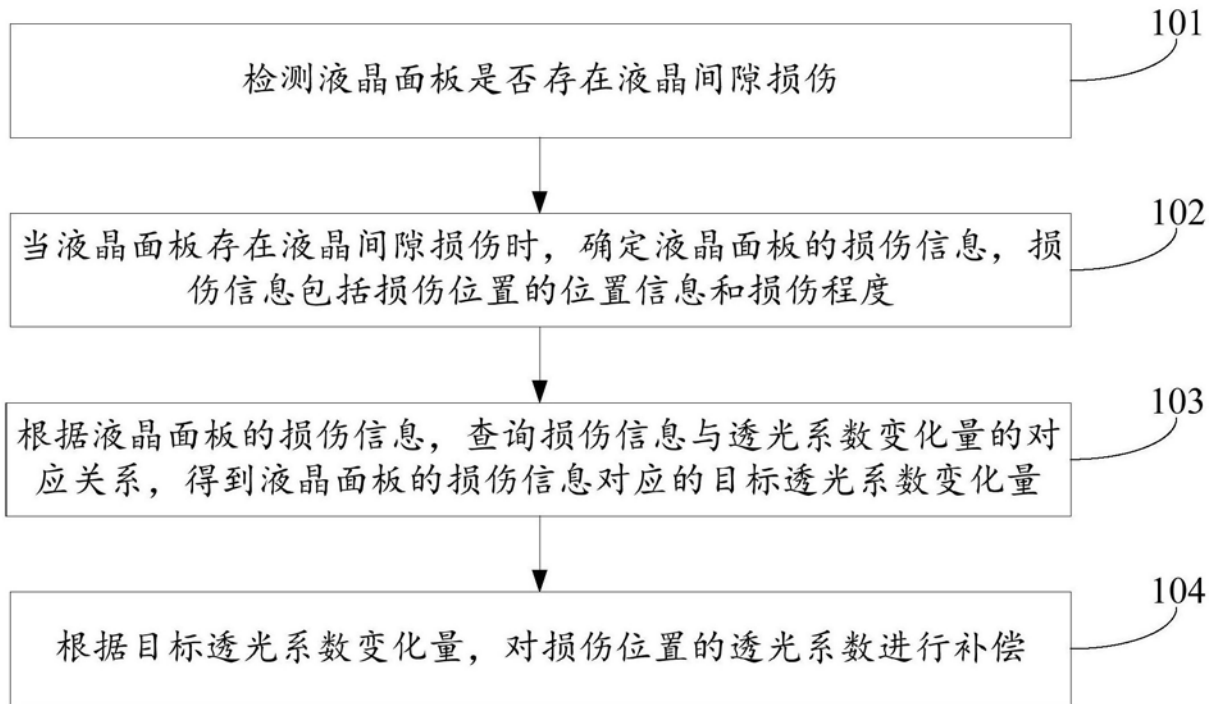 101
检测液晶面板是否存在液晶间隙损伤
102
当液晶面板存在液晶间隙损伤时，确定液晶面板的损伤信息，损
伤信息包括损伤位置的位置信息和损伤程度
103
根据液晶面板的损伤信息，查询损伤信息与透光系数变化量的对
应关系，得到液晶面板的损伤信息对应的目标透光系数变化量
104
根据目标透光系数变化量，对损伤位置的透光系数进行补偿